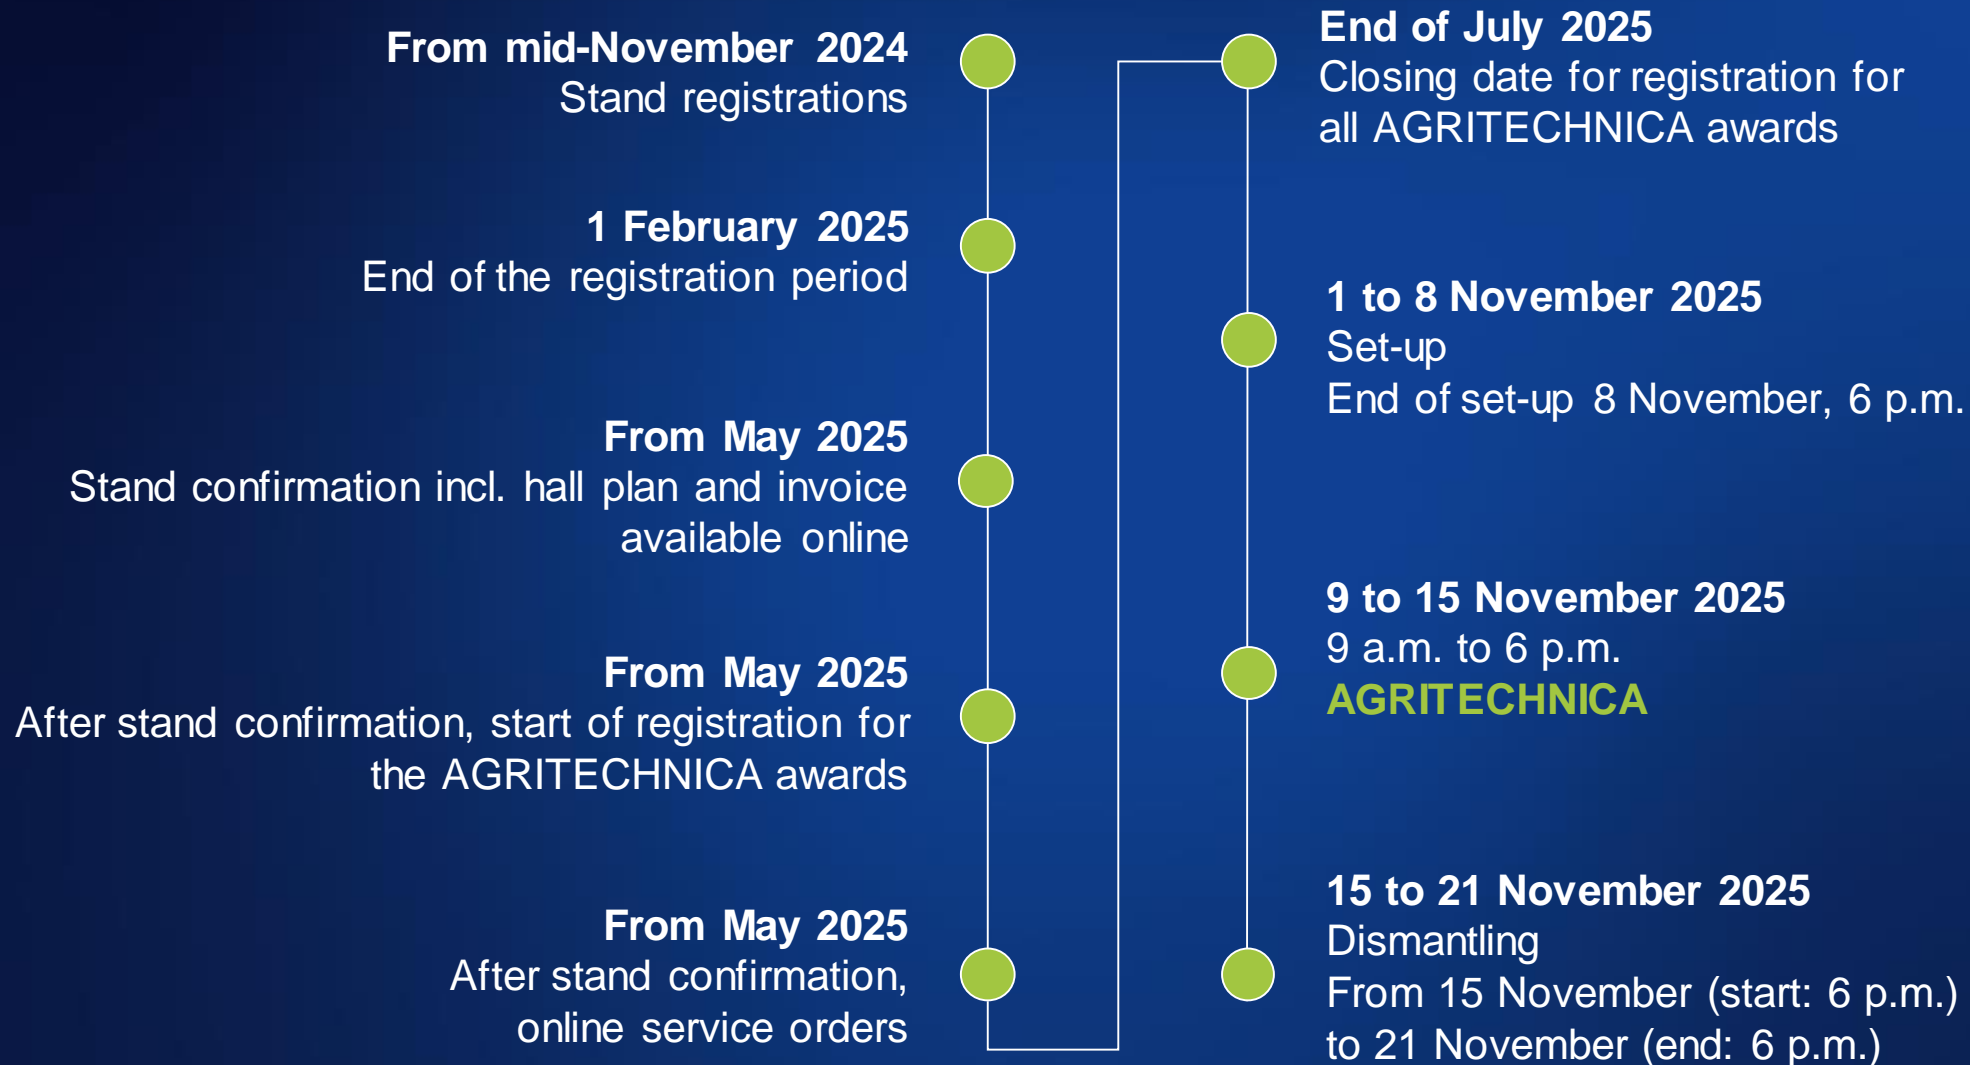 From mid-November 2024
Stand registrations
1 February 2025
End of the registration period
From May 2025
Stand confirmation incl. hall plan and invoice
available online
From May 2025
After stand confirmation, start of registration for
the AGRITECHNICA awards
From May 2025
After stand confirmation,
online service orders
End of July 2025
Closing date for registration for
all AGRITECHNICA awards
1 to 8 November 2025
Set-up
End of set-up 8 November, 6 p.m.
9 to 15 November 2025
9 a.m. to 6 p.m.
AGRITECHNICA
15 to 21 November 2025
Dismantling
From 15 November (start: 6 p.m.)
to 21 November (end: 6 p.m.)